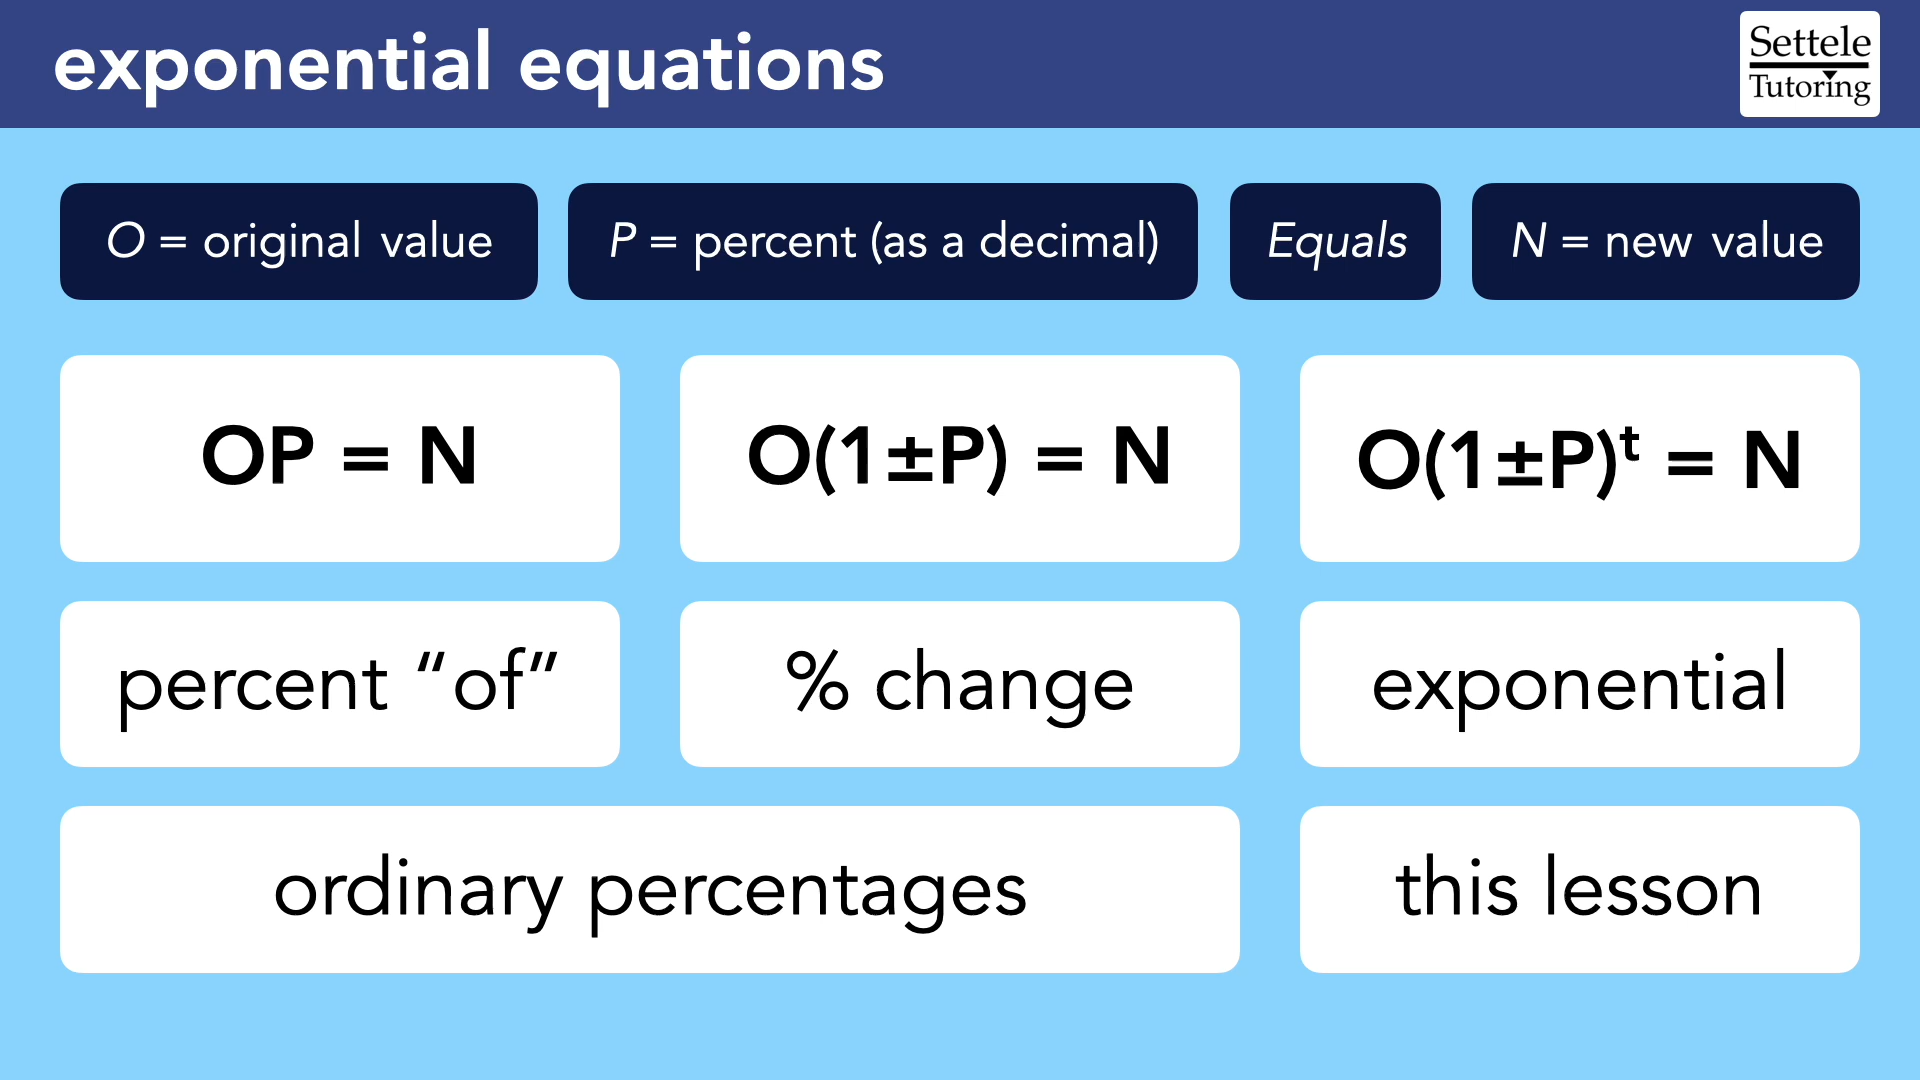 exponential equations
Settele
Tutoring
O = original value
P = percent (as a decimal)
Equals
N = new value
OP = N
O(1±P) = N
O(1±P)ᵗ = N
percent “of”
% change
exponential
ordinary percentages
this lesson